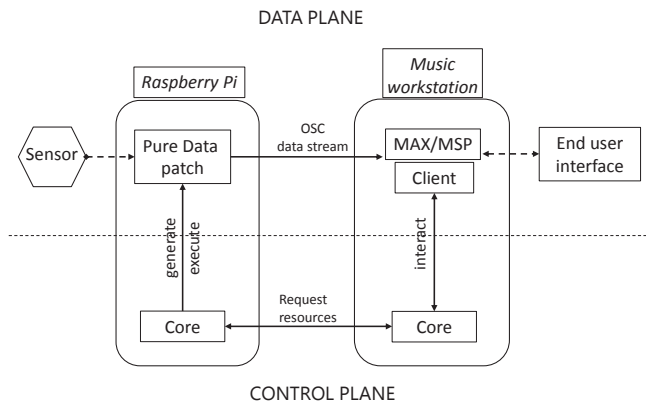 DATA PLANE
Raspberry Pi
Music
workstation
Sensor
Pure Data
patch
OSC
data stream
MAX/MSP
Client
End user
interface
generate
execute
interact
Core
Request
resources
Core
CONTROL PLANE